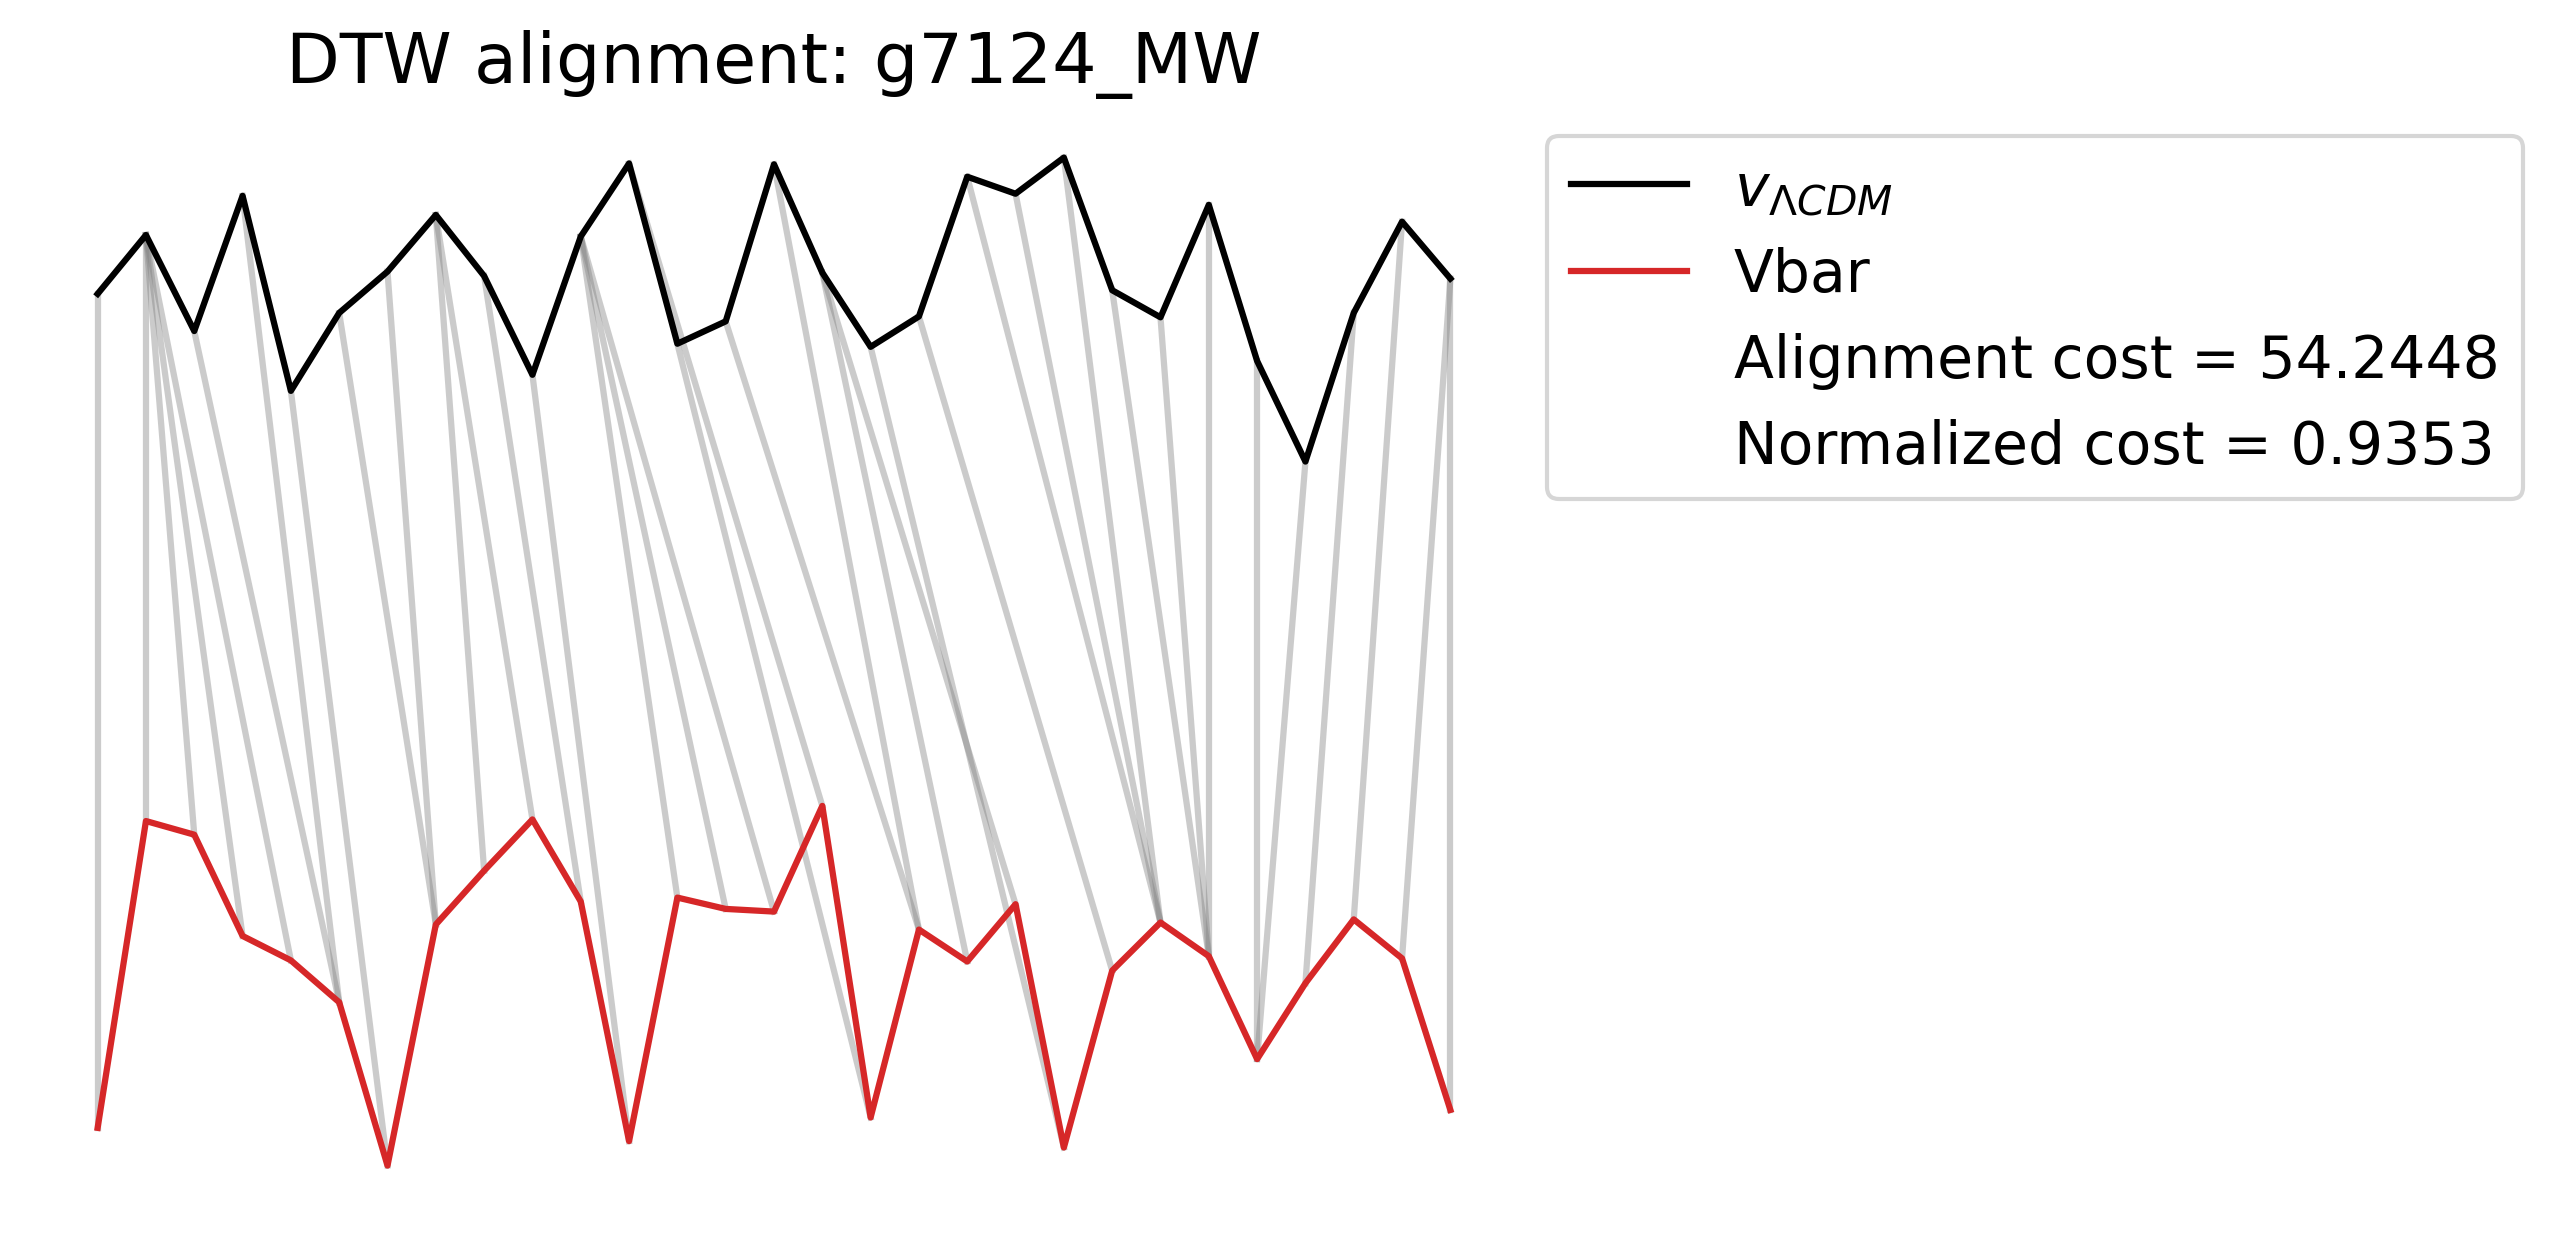 DTW alignment: g7124_MW
v_ΛCDM
Vbar
Alignment cost = 54.2448
Normalized cost = 0.9353